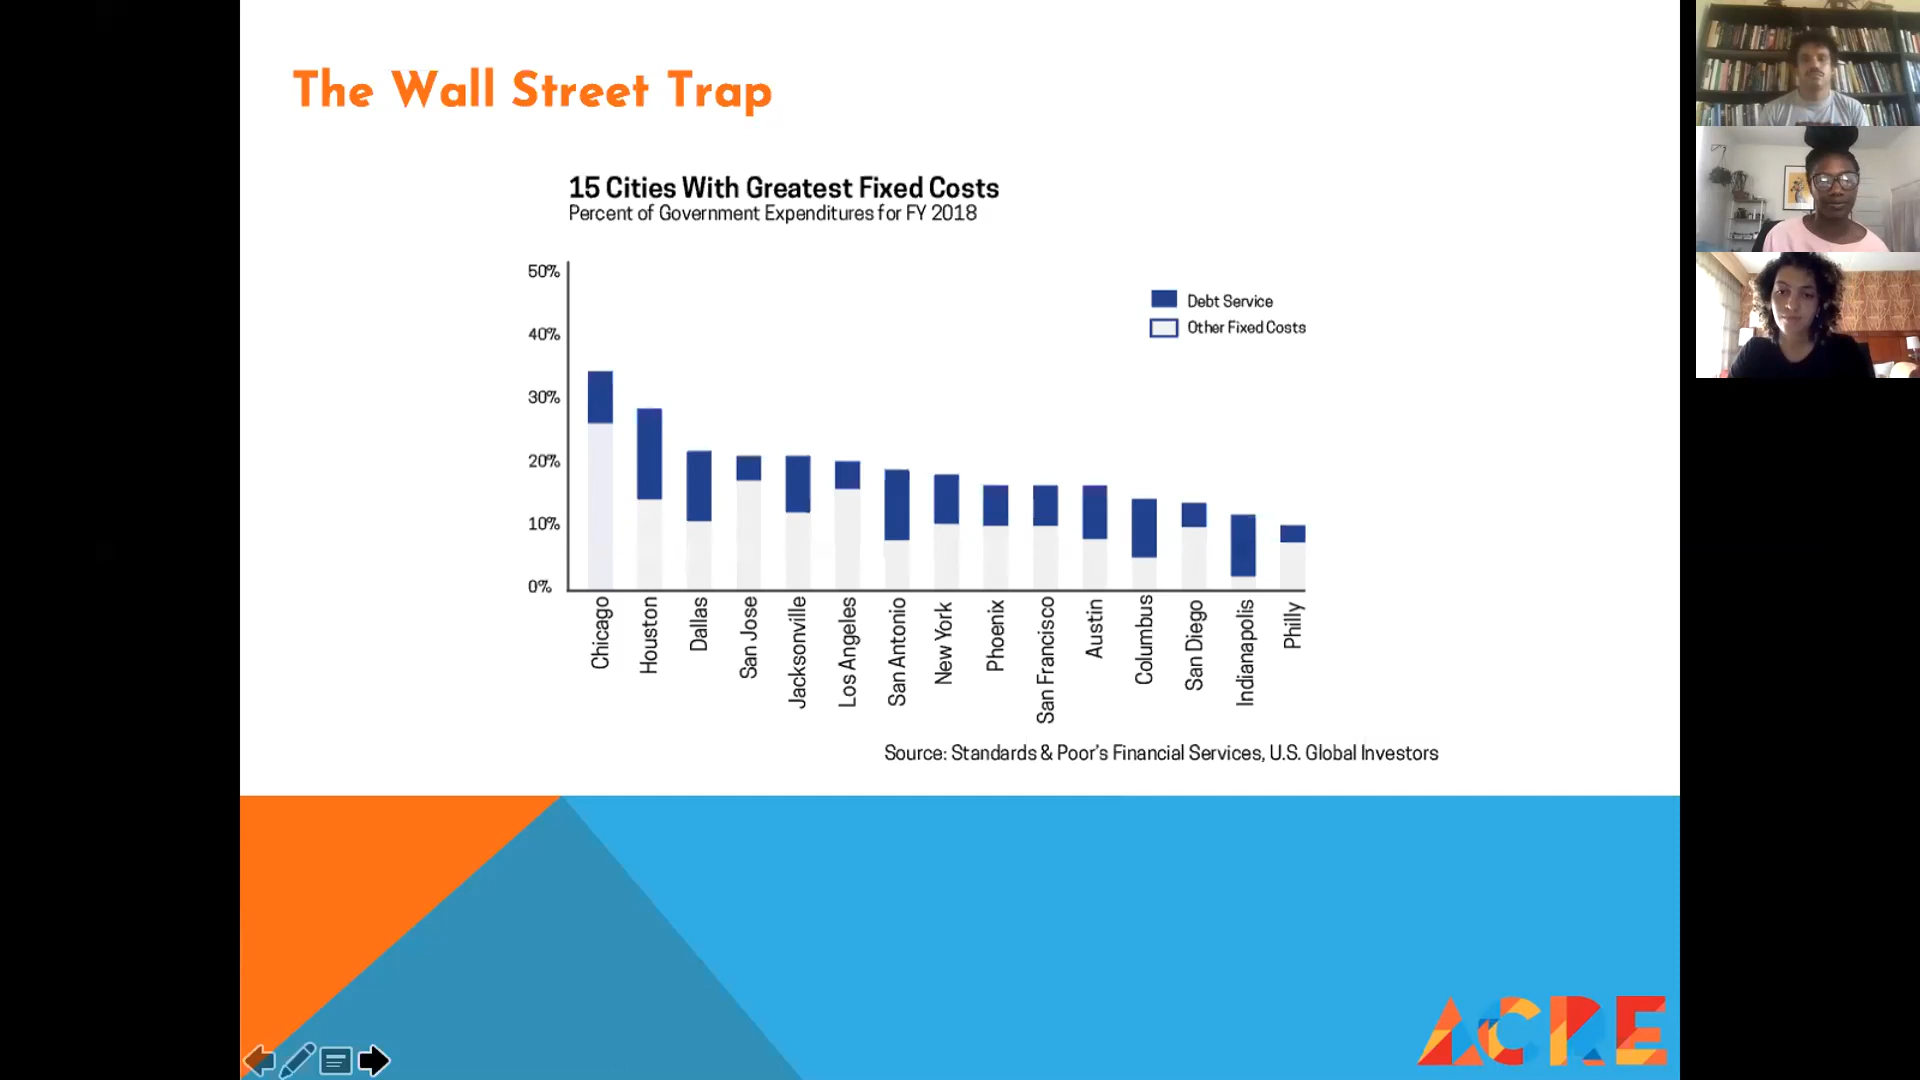 The Wall Street Trap
15 Cities With Greatest Fixed Costs
Percent of Government Expenditures for FY 2018
50%
40%
30%
20%
10%
0%
Debt Service
Other Fixed Costs
Chicago
Houston
Dallas
San Jose
Jacksonville
Los Angeles
San Antonio
New York
Phoenix
San Francisco
Austin
Columbus
San Diego
Indianapolis
Philly
Source: Standards & Poor's Financial Services, U.S. Global Investors
ACRE